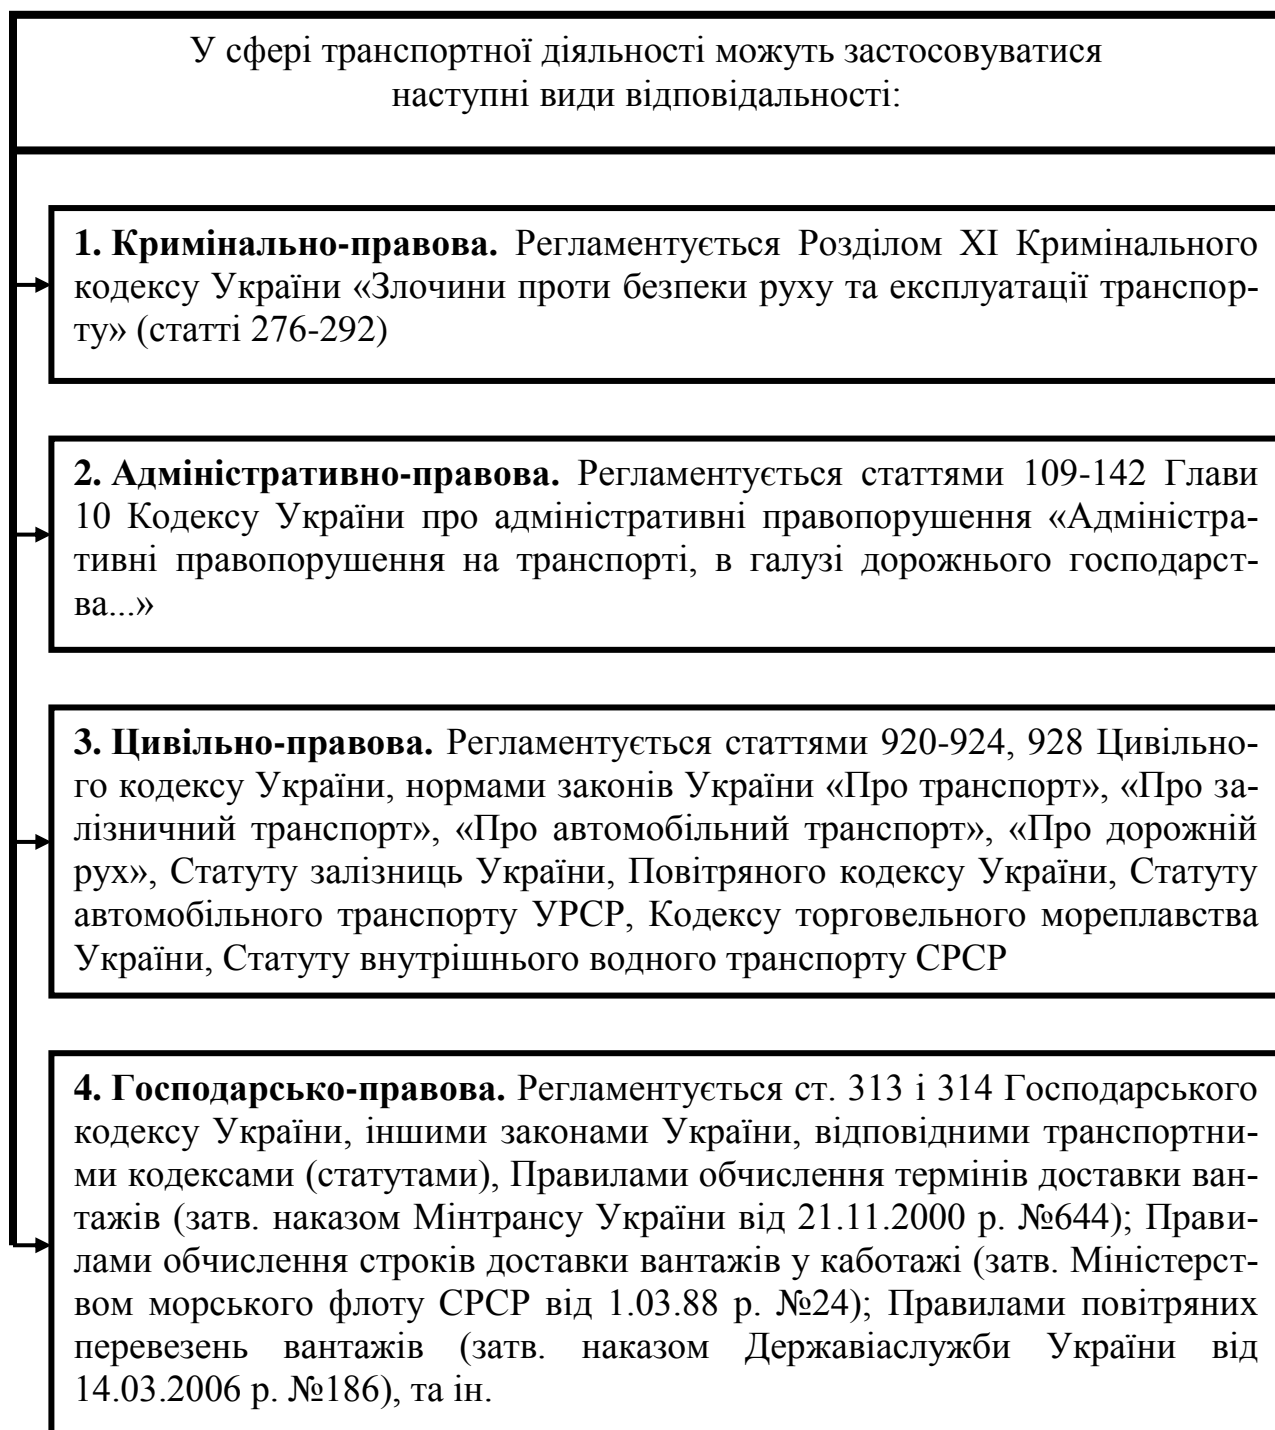 У сфері транспортної діяльності можуть застосовуватися
наступні види відповідальності:
1. Кримінально-правова. Регламентується Розділом XI Кримінального
кодексу України «Злочини проти безпеки руху та експлуатації транспор-
ту» (статті 276-292)
2. Адміністративно-правова. Регламентується статтями 109-142 Глави
10 Кодексу України про адміністративні правопорушення «Адміністра-
тивні правопорушення на транспорті, в галузі дорожнього господарст-
ва...»
3. Цивільно-правова. Регламентується статтями 920-924, 928 Цивільно-
го кодексу України, нормами законів України «Про транспорт», «Про за-
лізничний транспорт», «Про автомобільний транспорт», «Про дорожній
рух», Статуту залізниць України, Повітряного кодексу України, Статуту
автомобільного транспорту УРСР, Кодексу торговельного мореплавства
України, Статуту внутрішнього водного транспорту СРСР
4. Господарсько-правова. Регламентується ст. 313 і 314 Господарського
кодексу України, іншими законами України, відповідними транспортни-
ми кодексами (статутами), Правилами обчислення термінів доставки ван-
тажів (затв. наказом Мінтрансу України від 21.11.2000 р. №644); Прави-
лами обчислення строків доставки вантажів у каботажі (затв. Міністерст-
вом морського флоту СРСР від 1.03.88 р. №24); Правилами повітряних
перевезень вантажів (затв. наказом Державіаслужби України від
14.03.2006 р. №186), та ін.